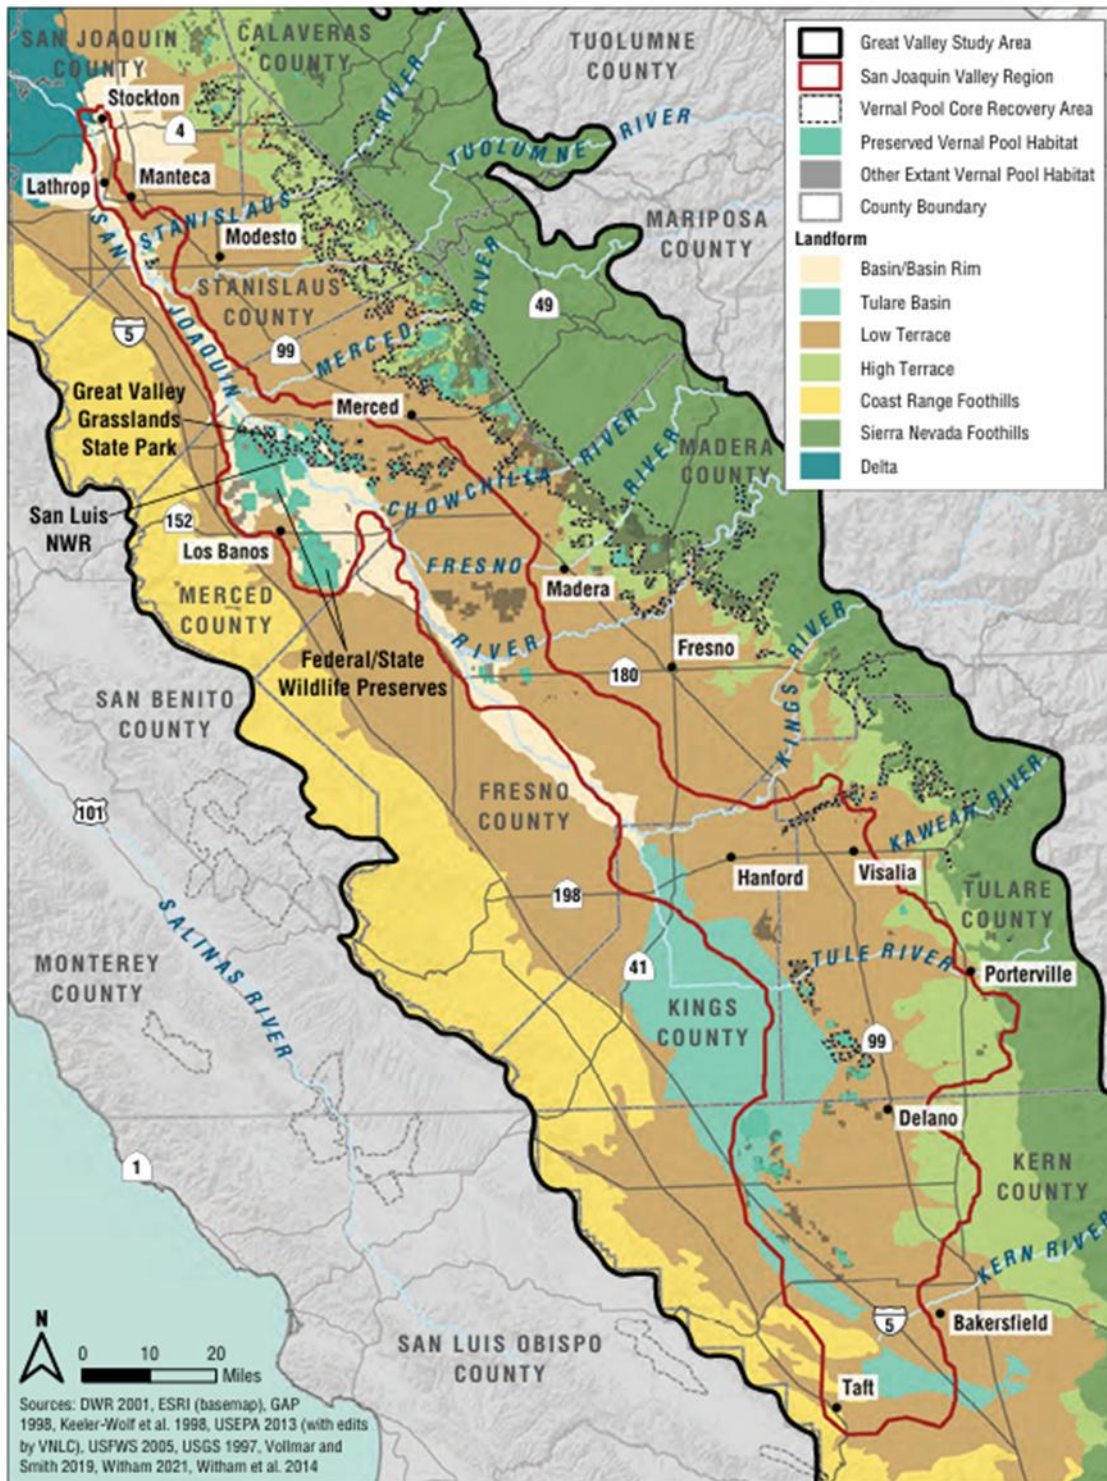 SAN JOAQUIN
COUNTY
CALAVERAS
COUNTY
TUOLUMNE
COUNTY
Stockton
4
RIVER
TUOLUMNE RIVER
Lathrop
Manteca
STANISLAUS
Modesto
MARIPOSA
COUNTY
SAN JOAQUIN
STANISLAUS
COUNTY
RIVER
49
5
99
MERCED
Great Valley
Grasslands
State Park
Merced
MADERA
COUNTY
RIVER
RIVER
CHOWCHILLA
San Luis
NWR
152
Los Banos
FRESNO
Madera
MERCED
COUNTY
RIVER
RIVER
Fresno
Federal/State
Wildlife Preserves
180
SAN BENITO
COUNTY
KINGS
FRESNO
COUNTY
101
KAWEAH RIVER
Hanford
Visalia
198
TULARE
COUNTY
SALINAS RIVER
MONTEREY
COUNTY
TULE RIVER
41
Porterville
KINGS
COUNTY
99
Delano
1
KERN
COUNTY
KERN RIVER
5
Bakersfield
SAN LUIS OBISPO
COUNTY
Taft
Great Valley Study Area
San Joaquin Valley Region
Vernal Pool Core Recovery Area
Preserved Vernal Pool Habitat
Other Extant Vernal Pool Habitat
County Boundary
Landform
Basin/Basin Rim
Tulare Basin
Low Terrace
High Terrace
Coast Range Foothills
Sierra Nevada Foothills
Delta
N
0 10 20
Miles
Sources: DWR 2001, ESRI (basemap), GAP
1998, Keeler-Wolf et al. 1998, USEPA 2013 (with edits
by VNLC), USFWS 2005, USGS 1997, Vollmar and
Smith 2019, Witham 2021, Witham et al. 2014